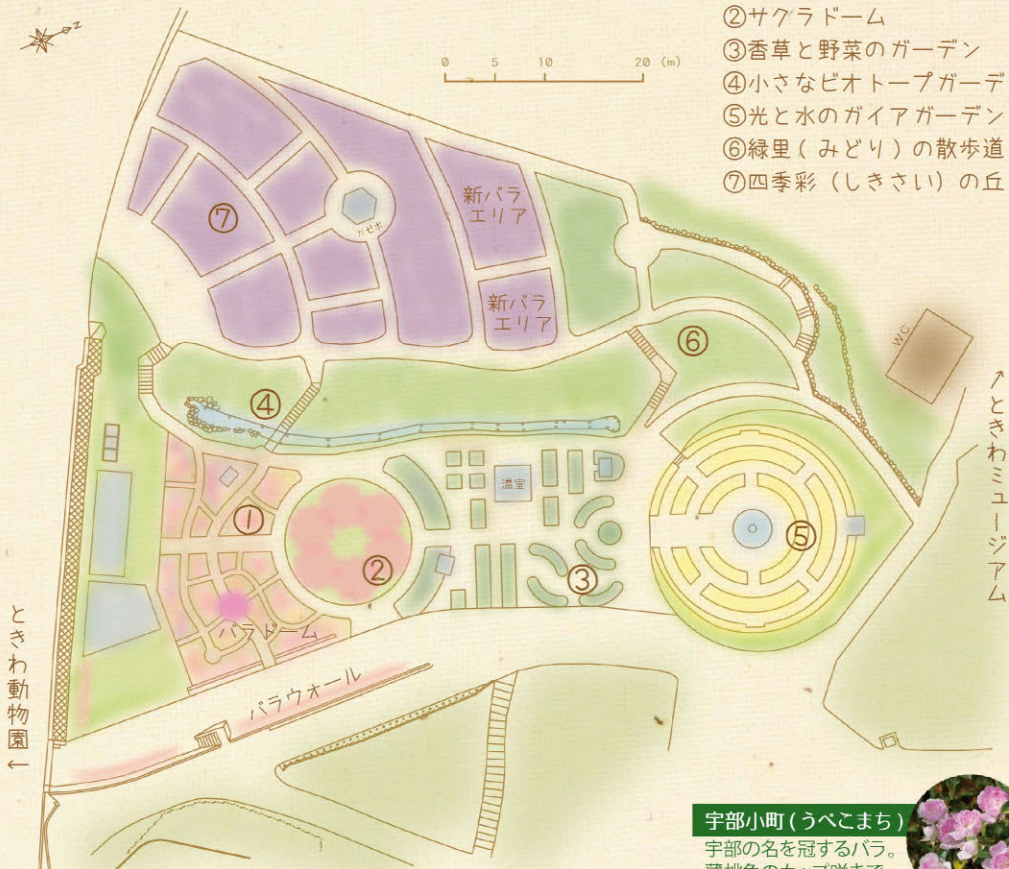 Z
0 5 10 20 (m)
②サクラドーム
③香草と野菜のガーデン
④小さなビオトープガーデ
⑤光と水のガイアガーデン
⑥緑里(みどり)の散歩道
⑦四季彩(しきさい)の丘
新バラ
エリア
⑦
ガゼボ
新バラ
エリア
⑥
WC
④
温室
↗ときわミュージアム
①
②
③
⑤
バラドーム
バラウォール
ときわ動物園←
宇部小町(うべこまち)
宇部の名を冠するバラ。